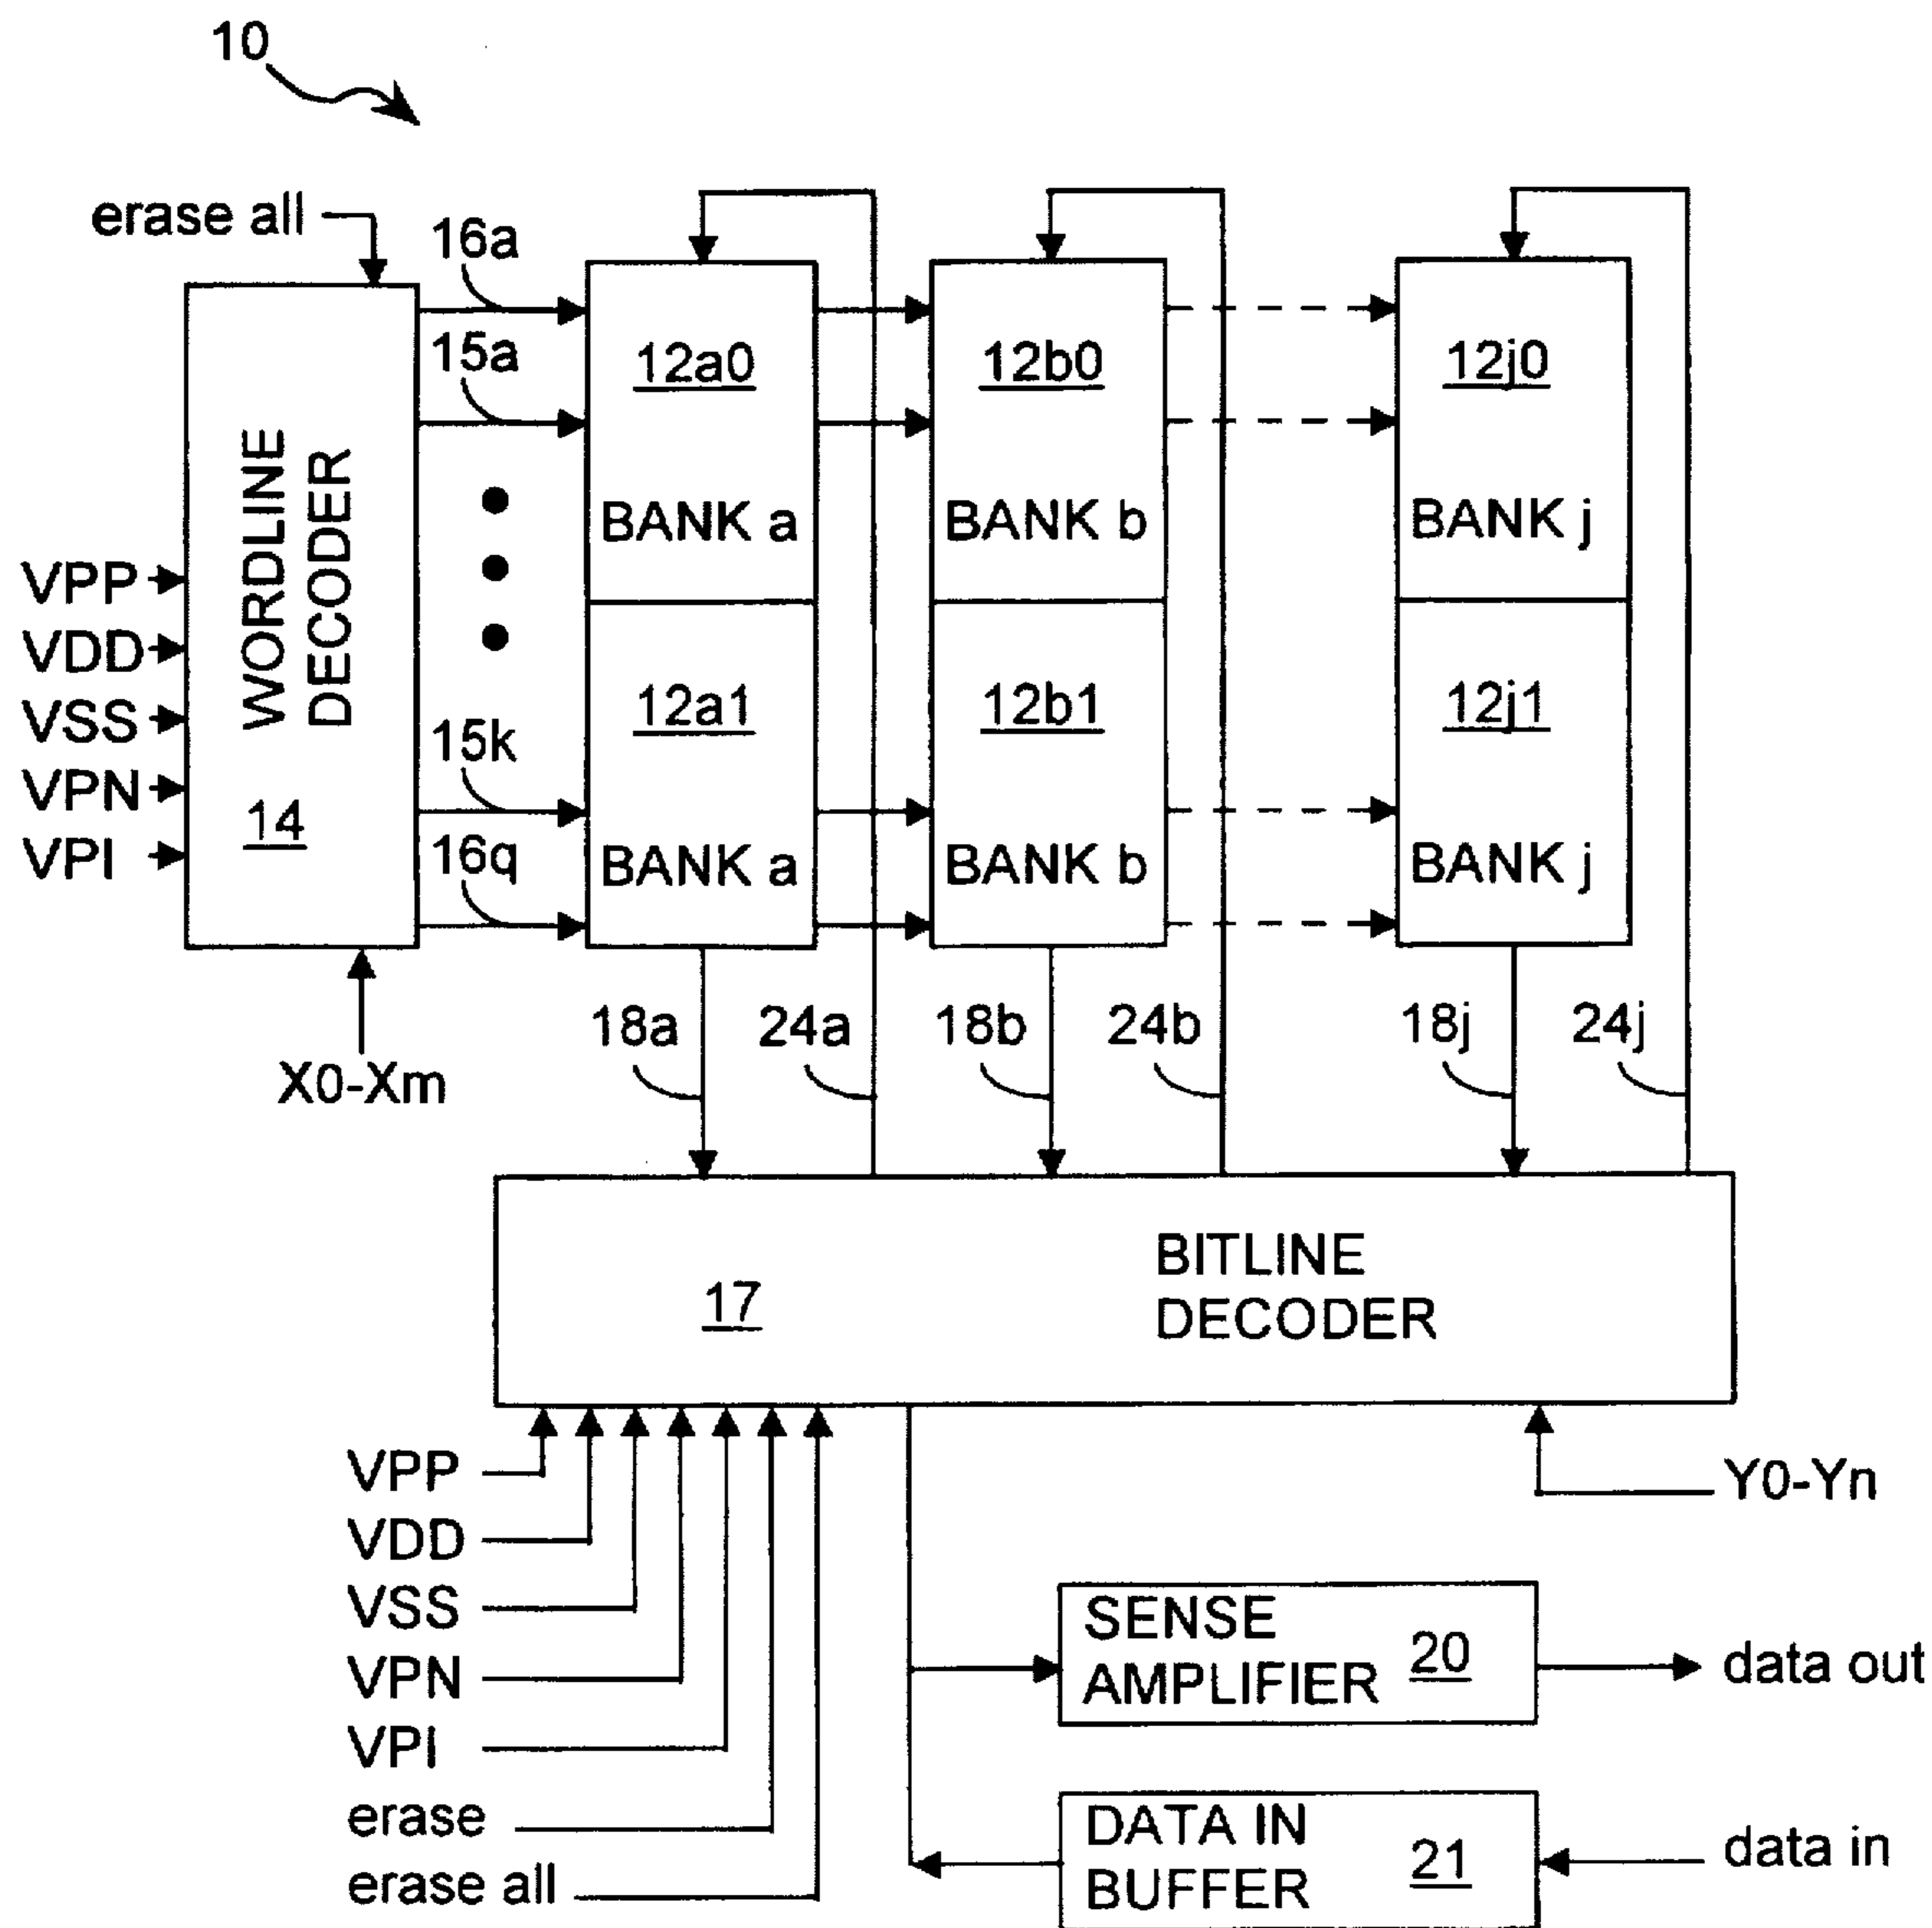 10
erase all
16a
15a
12a0
12b0
12j0
WORDLINE
DECODER
BANK a
BANK b
BANK j
VPP
VDD
VSS
VPN
VPI
14
12a1
12b1
12j1
15k
16q
BANK a
BANK b
BANK j
18a
24a
18b
24b
18j
24j
X0-Xm
17
BITLINE
DECODER
VPP
VDD
VSS
VPN
VPI
erase
erase all
Y0-Yn
SENSE
AMPLIFIER 20
data out
DATA IN
BUFFER 21
data in